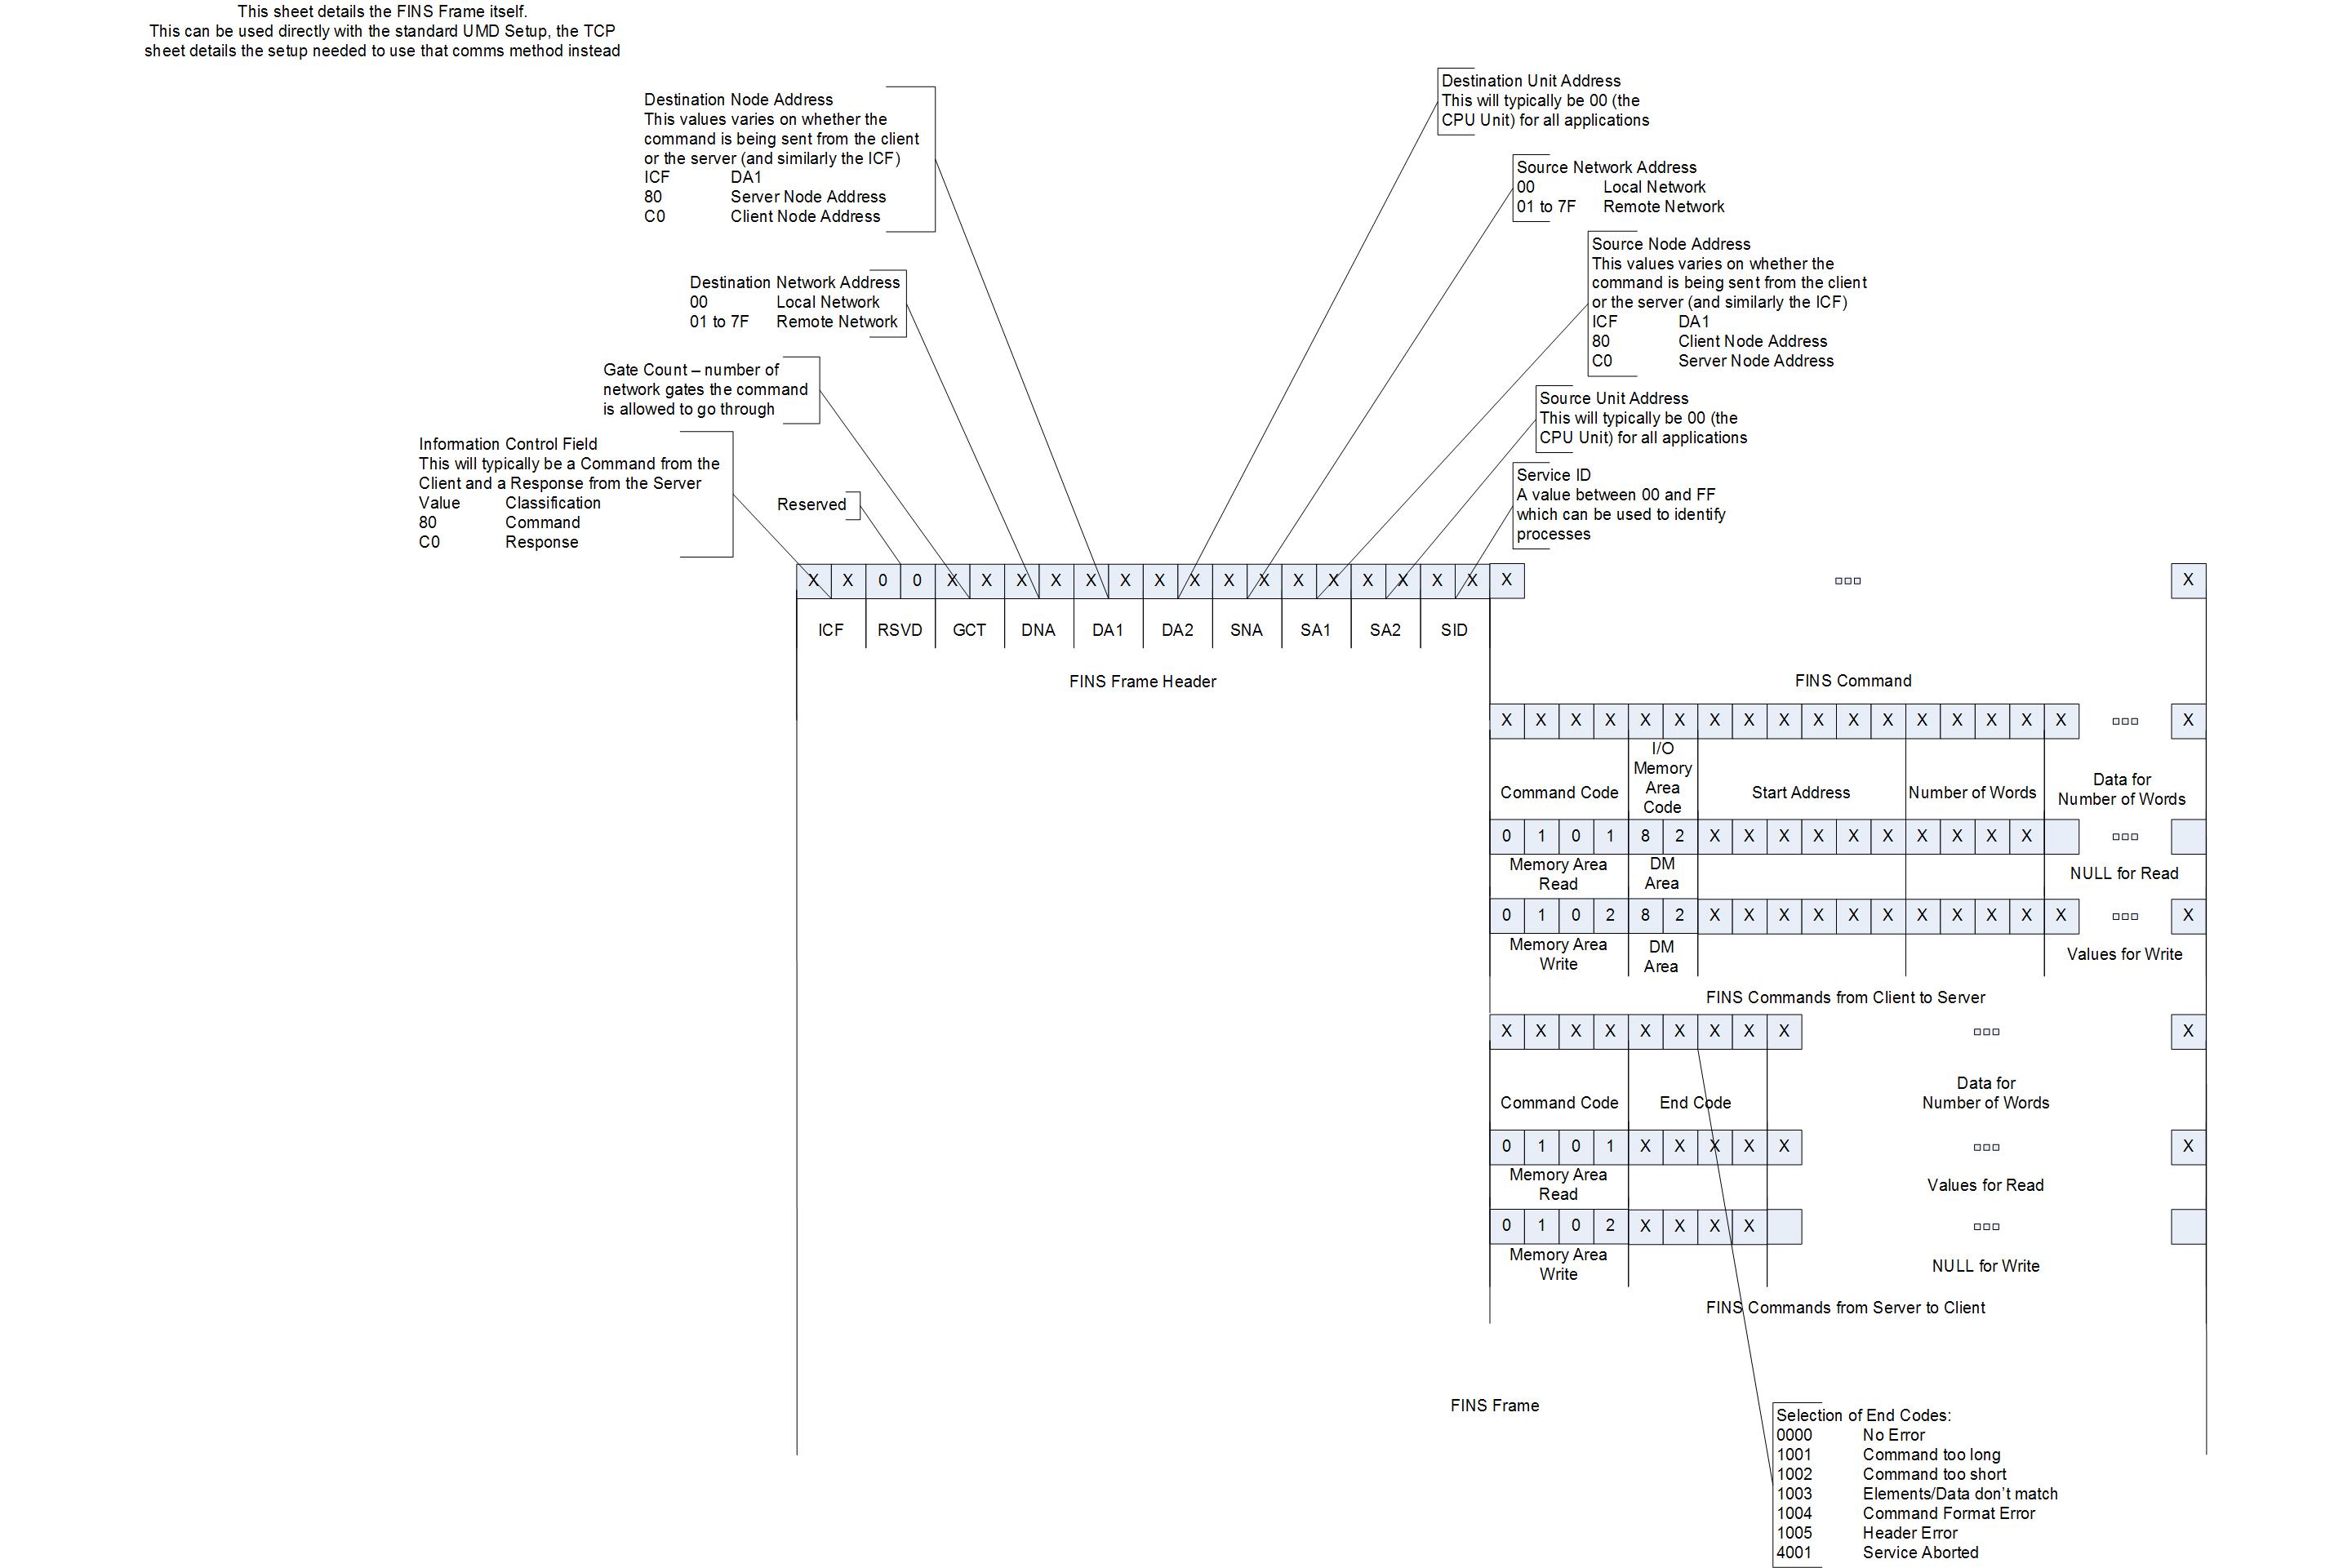 This sheet details the FINS Frame itself.
This can be used directly with the standard UMD Setup, the TCP
sheet details the setup needed to use that comms method instead
Destination Node Address
This values varies on whether the
command is being sent from the client
or the server (and similarly the ICF)
ICF DA1
80 Server Node Address
C0 Client Node Address
Destination Unit Address
This will typically be 00 (the
CPU Unit) for all applications
Source Network Address
00 Local Network
01 to 7F Remote Network
Source Node Address
This values varies on whether the
command is being sent from the client
or the server (and similarly the ICF)
ICF DA1
80 Client Node Address
C0 Server Node Address
Destination Network Address
00 Local Network
01 to 7F Remote Network
Gate Count – number of
network gates the command
is allowed to go through
Source Unit Address
This will typically be 00 (the
CPU Unit) for all applications
Information Control Field
This will typically be a Command from the
Client and a Response from the Server
Value Classification
80 Command
C0 Response
Reserved
Service ID
A value between 00 and FF
which can be used to identify
processes
X X 0 0 X X X X X X X X X X X X X X X X X X
ICF RSVD GCT DNA DA1 DA2 SNA SA1 SA2 SID
FINS Frame Header
FINS Command
X X X X X X X X X X X X X X X X X X
Command Code
I/O
Memory
Area
Code
Start Address
Number of Words
Data for
Number of Words
0 1 0 1 8 2 X X X X X X X X X X
Memory Area
Read
DM
Area
NULL for Read
0 1 0 2 8 2 X X X X X X X X X X X X
Memory Area
Write
DM
Area
Values for Write
FINS Commands from Client to Server
X X X X X X X X X X
Command Code
End Code
Data for
Number of Words
0 1 0 1 X X X X X X
Memory Area
Read
Values for Read
0 1 0 2 X X X X
Memory Area
Write
NULL for Write
FINS Commands from Server to Client
FINS Frame
Selection of End Codes:
0000 No Error
1001 Command too long
1002 Command too short
1003 Elements/Data don't match
1004 Command Format Error
1005 Header Error
4001 Service Aborted